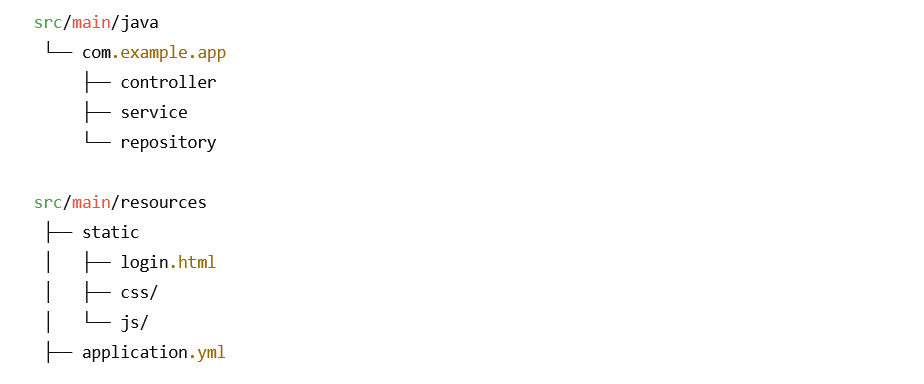 src/main/java
└── com.example.app
    ├── controller
    ├── service
    └── repository

src/main/resources
├── static
│   ├── login.html
│   ├── css/
│   └── js/
├── application.yml